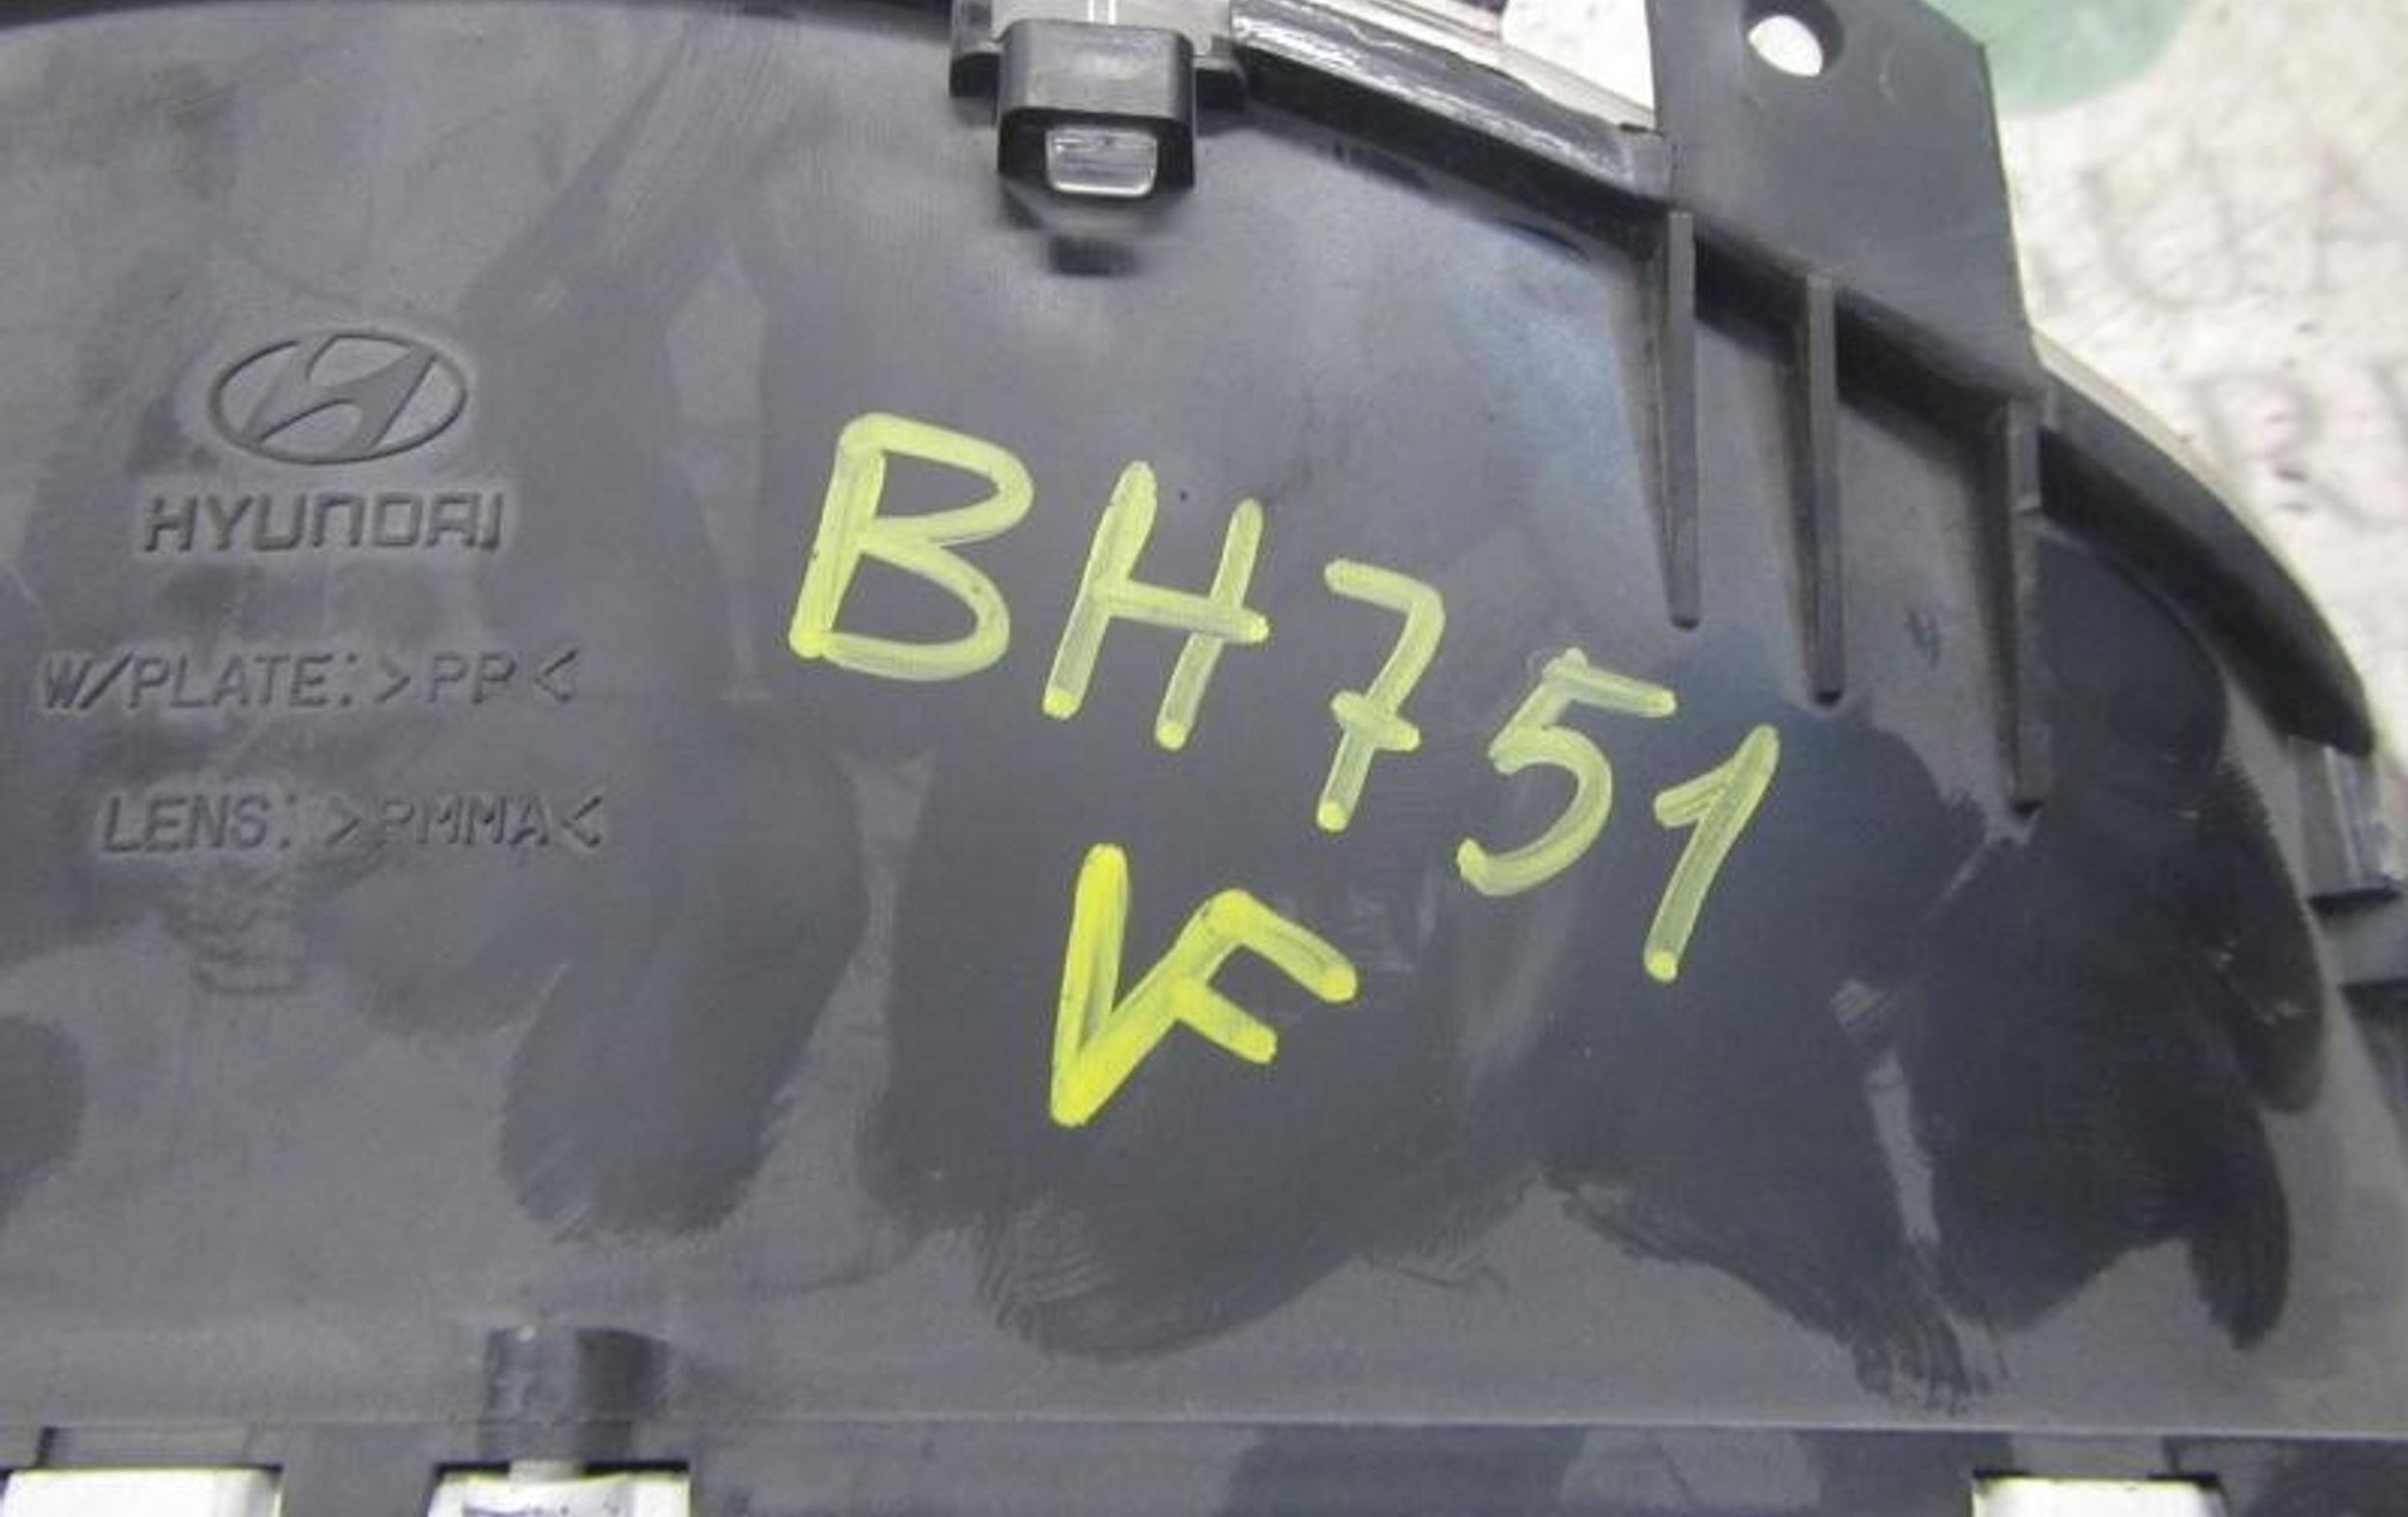 HYUNDAI
W/PLATE: >PP<
LENS: >PMMA<
BH751
VF